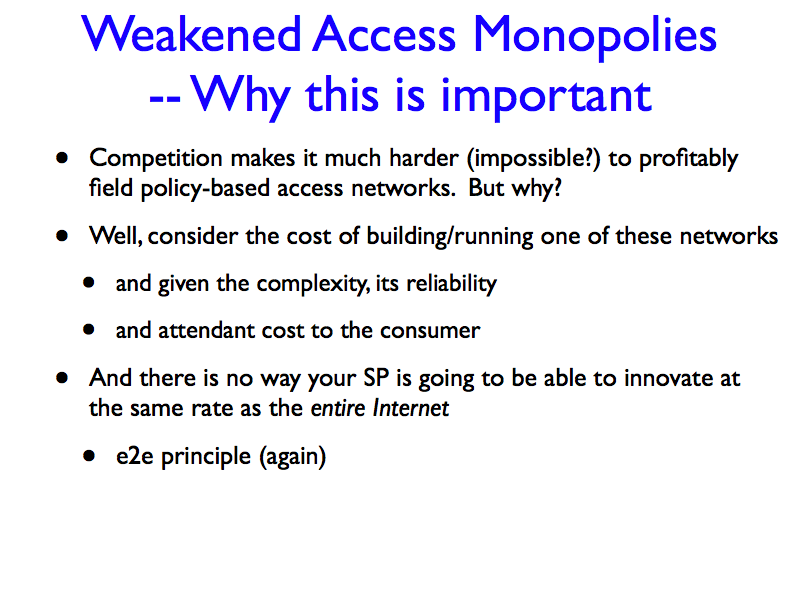 Weakened Access Monopolies
-- Why this is important
• Competition makes it much harder (impossible?) to profitably
field policy-based access networks.  But why?
• Well, consider the cost of building/running one of these networks
• and given the complexity, its reliability
• and attendant cost to the consumer
• And there is no way your SP is going to be able to innovate at
the same rate as the entire Internet
• e2e principle (again)